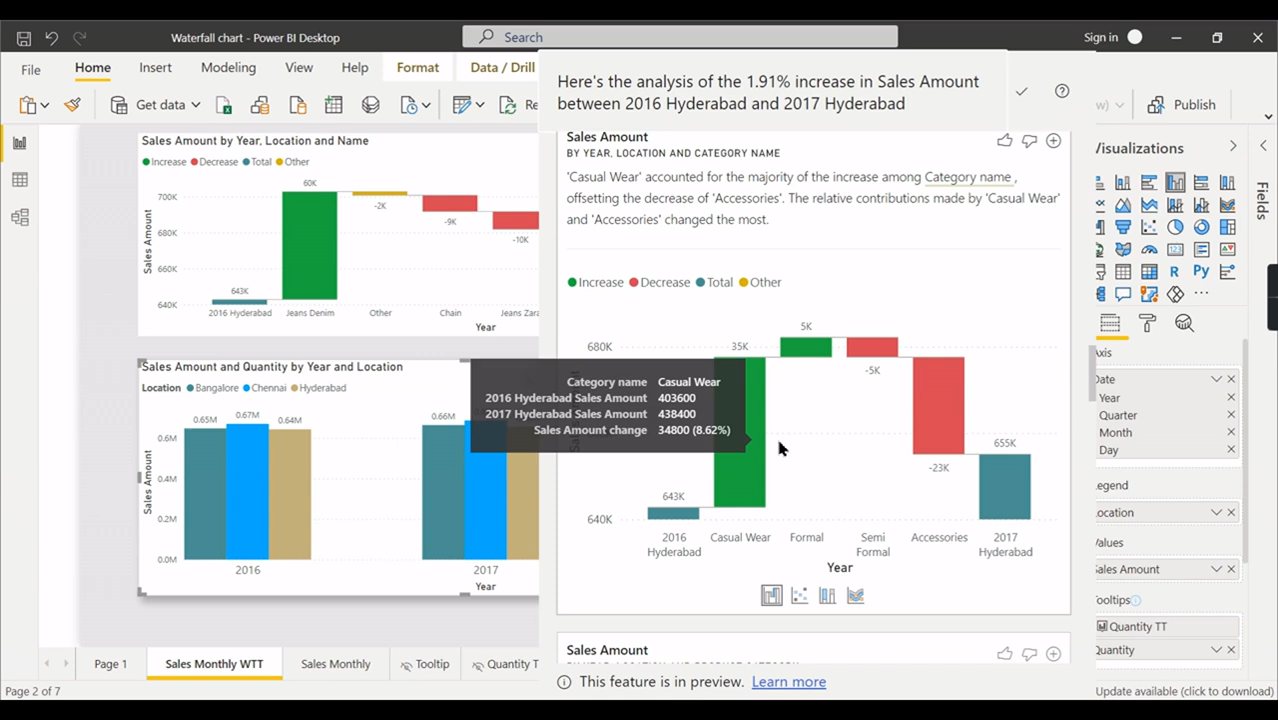 Waterfall chart - Power BI Desktop
Search
Sign in
File
Home
Insert
Modeling
View
Help
Format
Data / Drill
Get data
Re
Publish
Here's the analysis of the 1.91% increase in Sales Amount
between 2016 Hyderabad and 2017 Hyderabad
Sales Amount by Year, Location and Name
Increase Decrease Total Other
700K
680K
660K
640K
Sales Amount
643K
60K
-2K
-9K
-10K
2016 Hyderabad
Jeans Denim
Other
Chain
Jeans Zara
Year
Sales Amount and Quantity by Year and Location
Location Bangalore Chennai Hyderabad
0.6M
0.4M
0.2M
0.0M
Sales Amount
0.65M
0.67M
0.64M
0.66M
2016
2017
Year
Sales Amount
BY YEAR, LOCATION AND CATEGORY NAME
'Casual Wear' accounted for the majority of the increase among Category name ,
offsetting the decrease of 'Accessories'. The relative contributions made by 'Casual Wear'
and 'Accessories' changed the most.
Increase Decrease Total Other
680K
640K
643K
35K
5K
-5K
-23K
655K
Category name Casual Wear
2016 Hyderabad Sales Amount 403600
2017 Hyderabad Sales Amount 438400
Sales Amount change 34800 (8.62%)
2016
Hyderabad
Casual Wear
Formal
Semi
Formal
Accessories
2017
Hyderabad
Year
Sales Amount
This feature is in preview. Learn more
Visualizations
Fields
R
Py
Axis
Date
Year
Quarter
Month
Day
Legend
Location
Values
Sales Amount
Tooltips
Quantity TT
Quantity
Page 1
Sales Monthly WTT
Sales Monthly
Tooltip
Quantity T
Page 2 of 7
Update available (click to download)